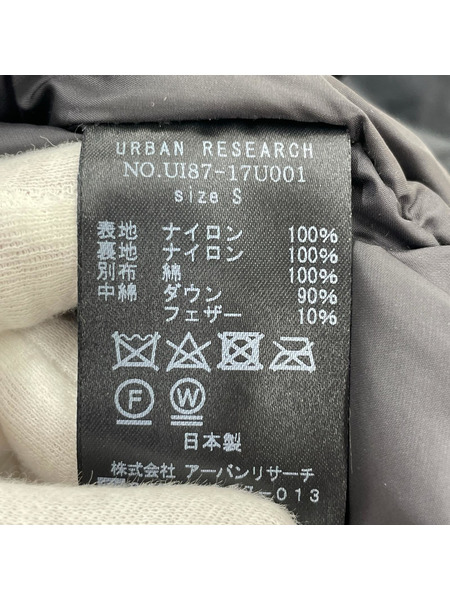 URBAN RESEARCH
NO.UI87-17U001
size S
表地 ナイロン 100%
裏地 ナイロン 100%
別布 綿 100%
中綿 ダウン 90%
フェザー 10%
F W
日本製
株式会社 アーバンリサーチ
-013